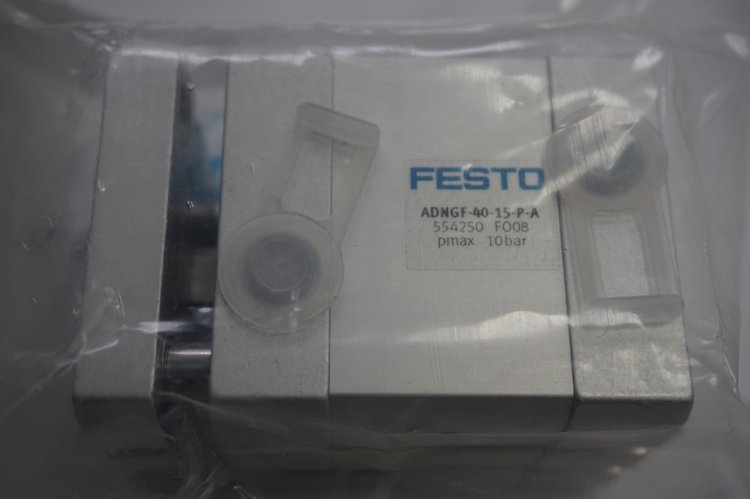 FESTO
ADNGF-40-15-P-A
554250 F008
pmax. 10bar